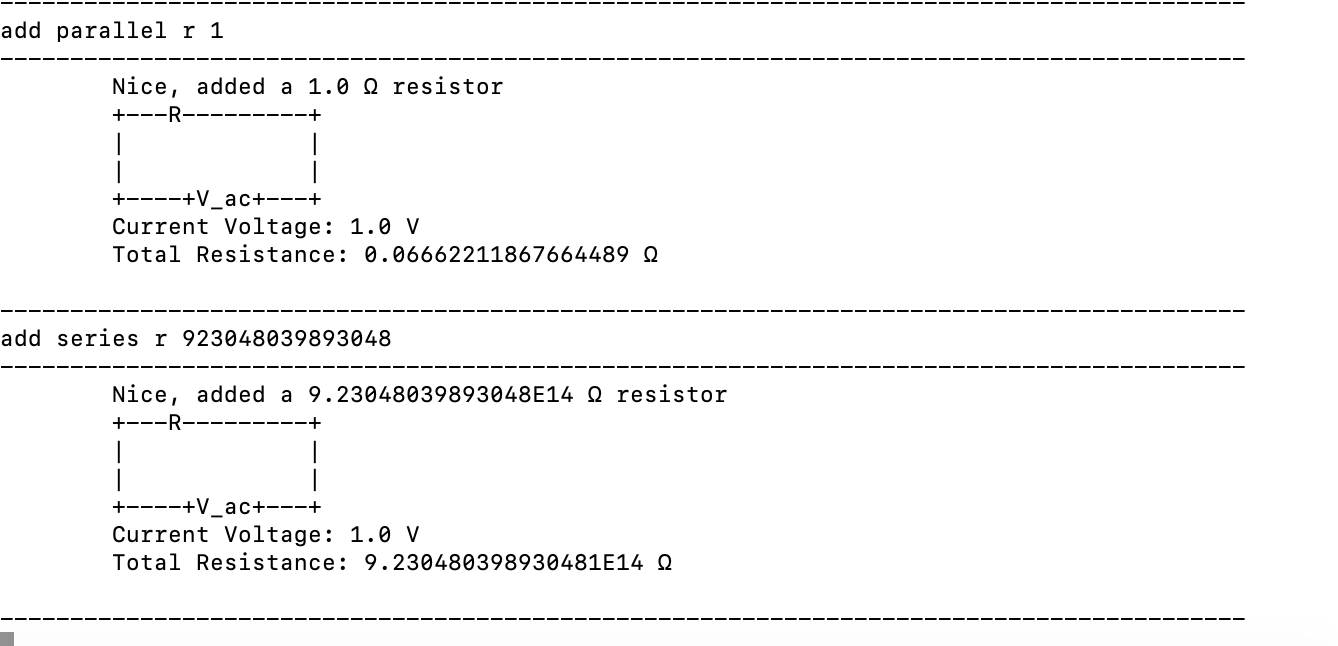 -----------------------------------------------------------------------------------------
add parallel r 1
-----------------------------------------------------------------------------------------
        Nice, added a 1.0 Ω resistor
        +---R---------+
        |             |
        |             |
        +----+V_ac+---+
        Current Voltage: 1.0 V
        Total Resistance: 0.06662211867664489 Ω

-----------------------------------------------------------------------------------------
add series r 923048039893048
-----------------------------------------------------------------------------------------
        Nice, added a 9.23048039893048E14 Ω resistor
        +---R---------+
        |             |
        |             |
        +----+V_ac+---+
        Current Voltage: 1.0 V
        Total Resistance: 9.230480398930481E14 Ω

-----------------------------------------------------------------------------------------